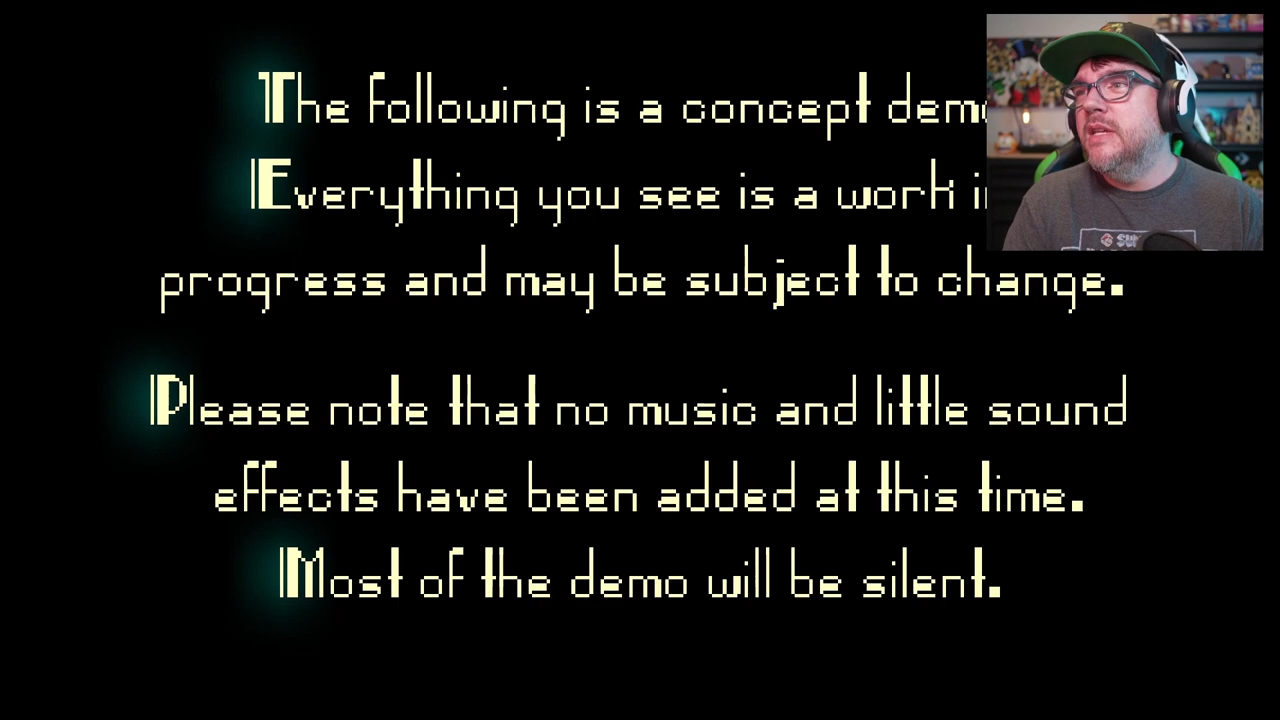 The following is a concept demo
Everything you see is a work in
progress and may be subject to change.
Please note that no music and little sound
effects have been added at this time.
Most of the demo will be silent.